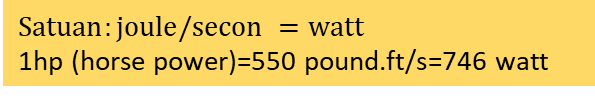 Satuan: joule/secon = watt
1hp (horse power)=550 pound.ft/s=746 watt